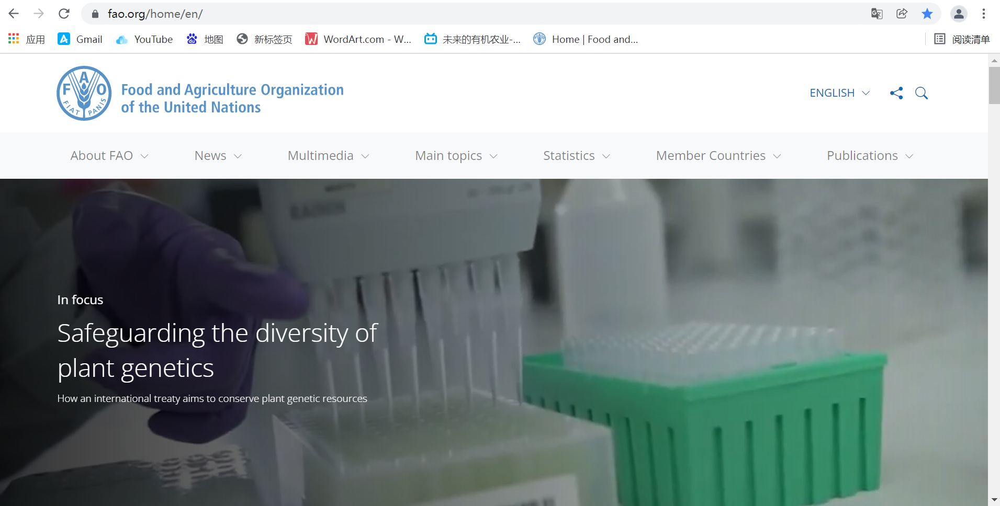 fao.org/home/en/
应用 Gmail YouTube 地图 新标签页 WordArt.com - W... 未来的有机农业-... Home | Food and... 阅读清单
F A O
FIAT PANIS
Food and Agriculture Organization
of the United Nations
ENGLISH
About FAO News Multimedia Main topics Statistics Member Countries Publications
RAININ
In focus
Safeguarding the diversity of
plant genetics
How an international treaty aims to conserve plant genetic resources